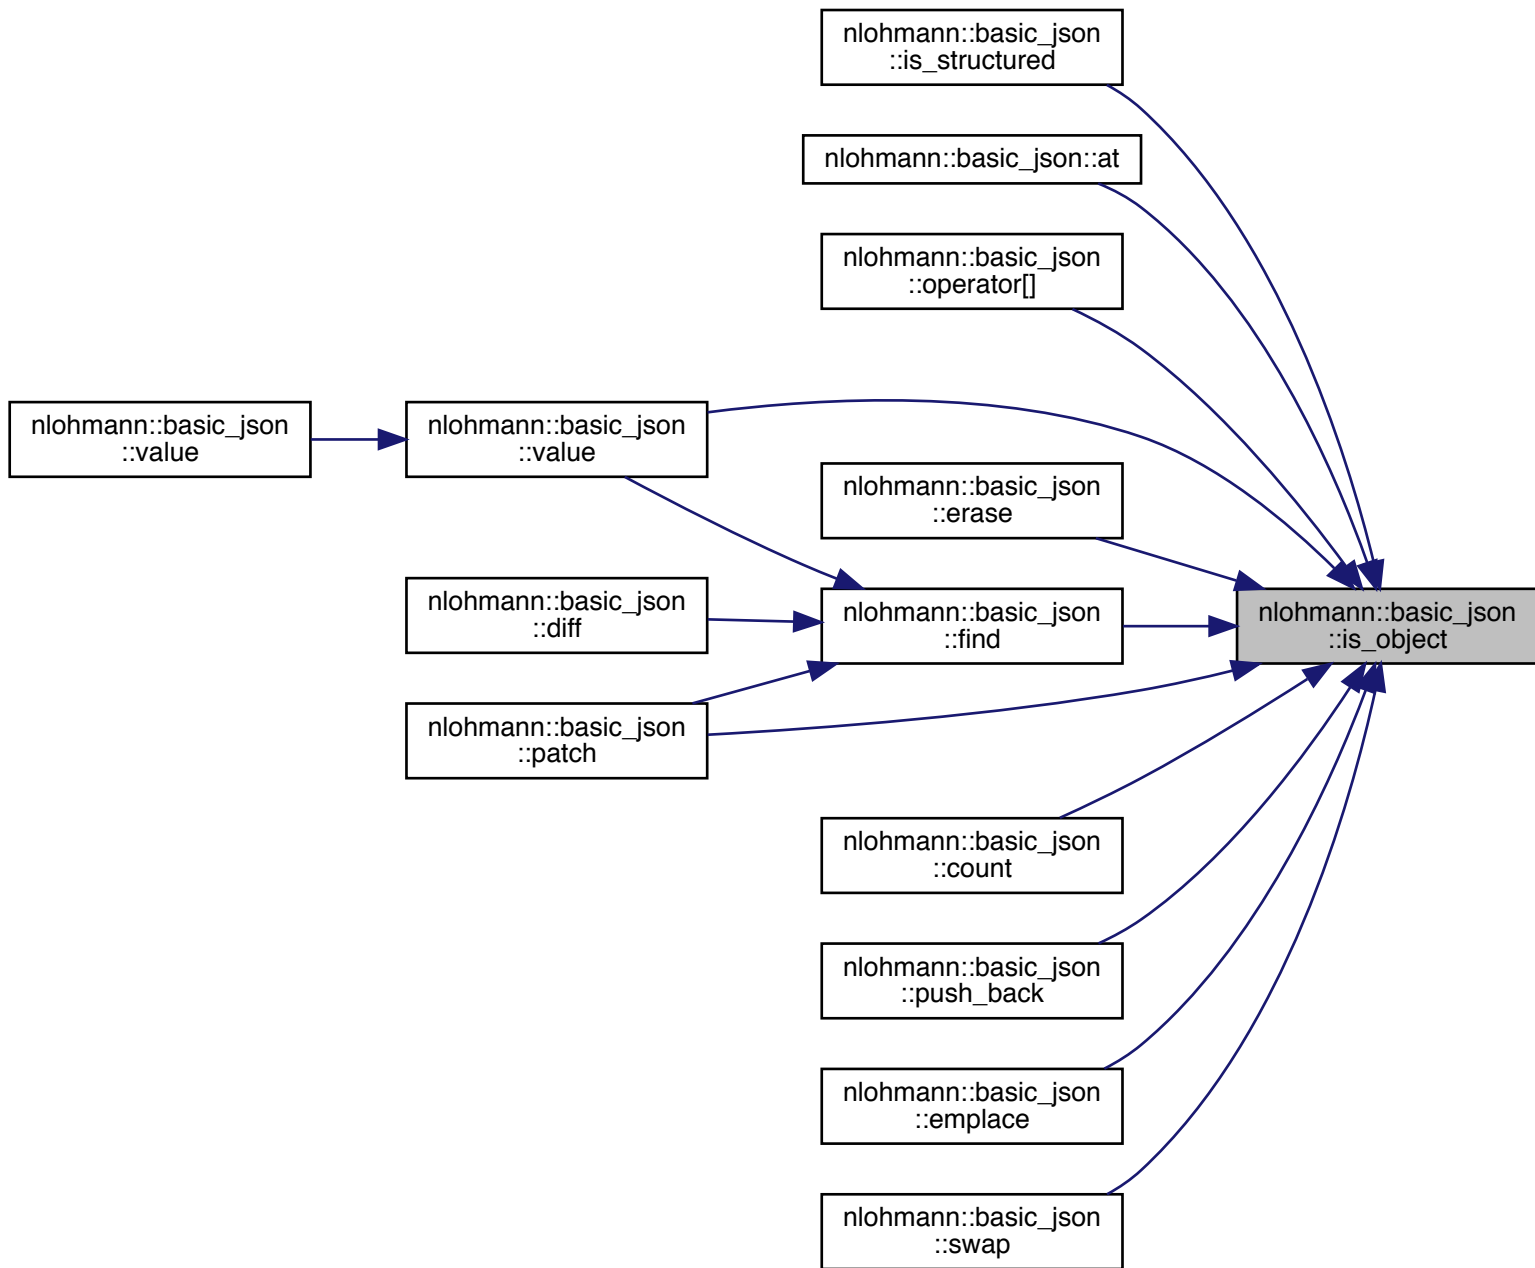 nlohmann::basic_json
::is_structured
nlohmann::basic_json::at
nlohmann::basic_json
::operator[]
nlohmann::basic_json
::value
nlohmann::basic_json
::value
nlohmann::basic_json
::erase
nlohmann::basic_json
::diff
nlohmann::basic_json
::find
nlohmann::basic_json
::is_object
nlohmann::basic_json
::patch
nlohmann::basic_json
::count
nlohmann::basic_json
::push_back
nlohmann::basic_json
::emplace
nlohmann::basic_json
::swap